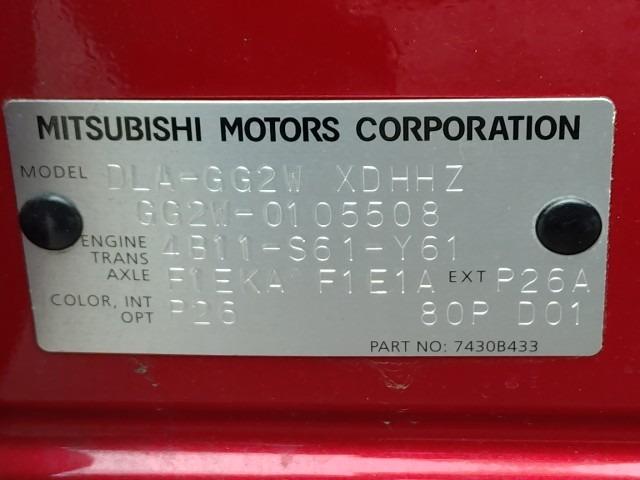 MITSUBISHI MOTORS CORPORATION
MODEL DLA-GG2W XDHHZ
GG2W-0105508
ENGINE 4B11-S61-Y61
TRANS
AXLE F1EKA F1E1A EXT P26A
COLOR, INT P26 80P D01
OPT
PART NO: 7430B433